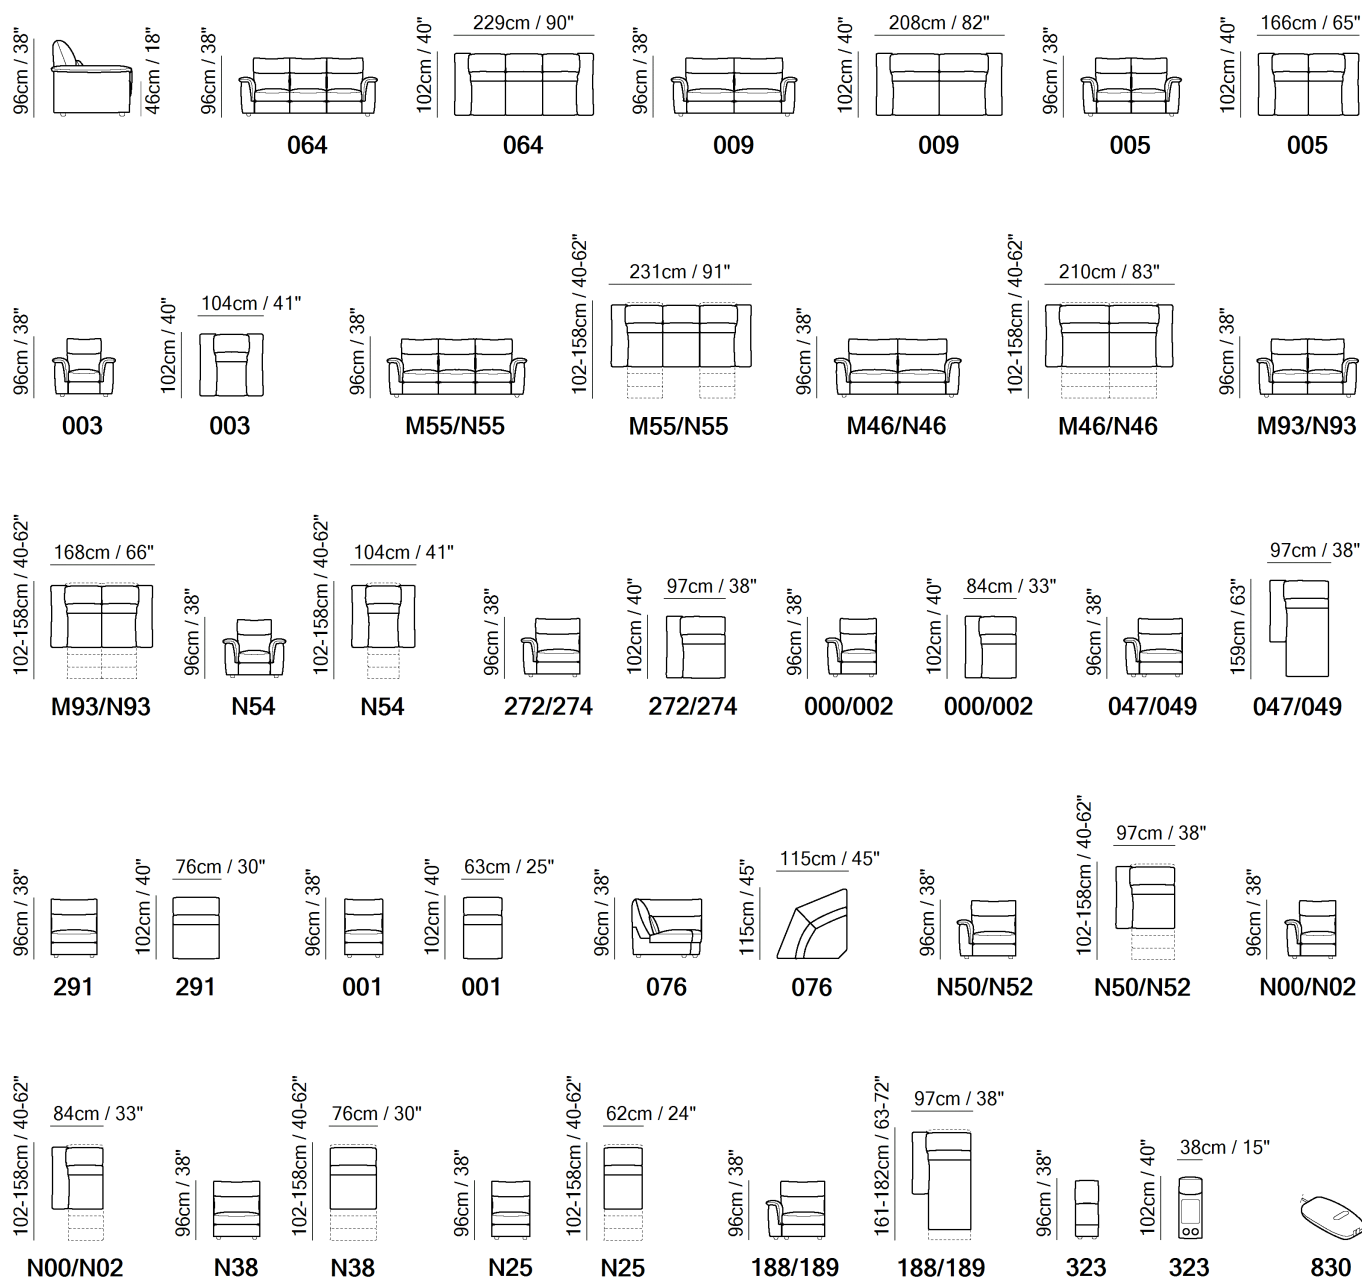 96cm / 38"
46cm / 18"
96cm / 38"
064
102cm / 40"
229cm / 90"
064
96cm / 38"
009
102cm / 40"
208cm / 82"
009
96cm / 38"
005
102cm / 40"
166cm / 65"
005
96cm / 38"
003
102cm / 40"
104cm / 41"
003
96cm / 38"
M55/N55
102-158cm / 40-62"
231cm / 91"
M55/N55
96cm / 38"
M46/N46
102-158cm / 40-62"
210cm / 83"
M46/N46
96cm / 38"
M93/N93
102-158cm / 40-62"
168cm / 66"
M93/N93
96cm / 38"
N54
102-158cm / 40-62"
104cm / 41"
N54
96cm / 38"
272/274
102cm / 40"
97cm / 38"
272/274
96cm / 38"
000/002
102cm / 40"
84cm / 33"
000/002
96cm / 38"
047/049
159cm / 63"
97cm / 38"
047/049
96cm / 38"
291
102cm / 40"
76cm / 30"
291
96cm / 38"
001
102cm / 40"
63cm / 25"
001
96cm / 38"
076
115cm / 45"
115cm / 45"
076
96cm / 38"
N50/N52
102-158cm / 40-62"
97cm / 38"
N50/N52
96cm / 38"
N00/N02
102-158cm / 40-62"
84cm / 33"
N00/N02
96cm / 38"
N38
102-158cm / 40-62"
76cm / 30"
N38
96cm / 38"
N25
102-158cm / 40-62"
62cm / 24"
N25
96cm / 38"
188/189
161-182cm / 63-72"
97cm / 38"
188/189
96cm / 38"
323
102cm / 40"
38cm / 15"
323
830